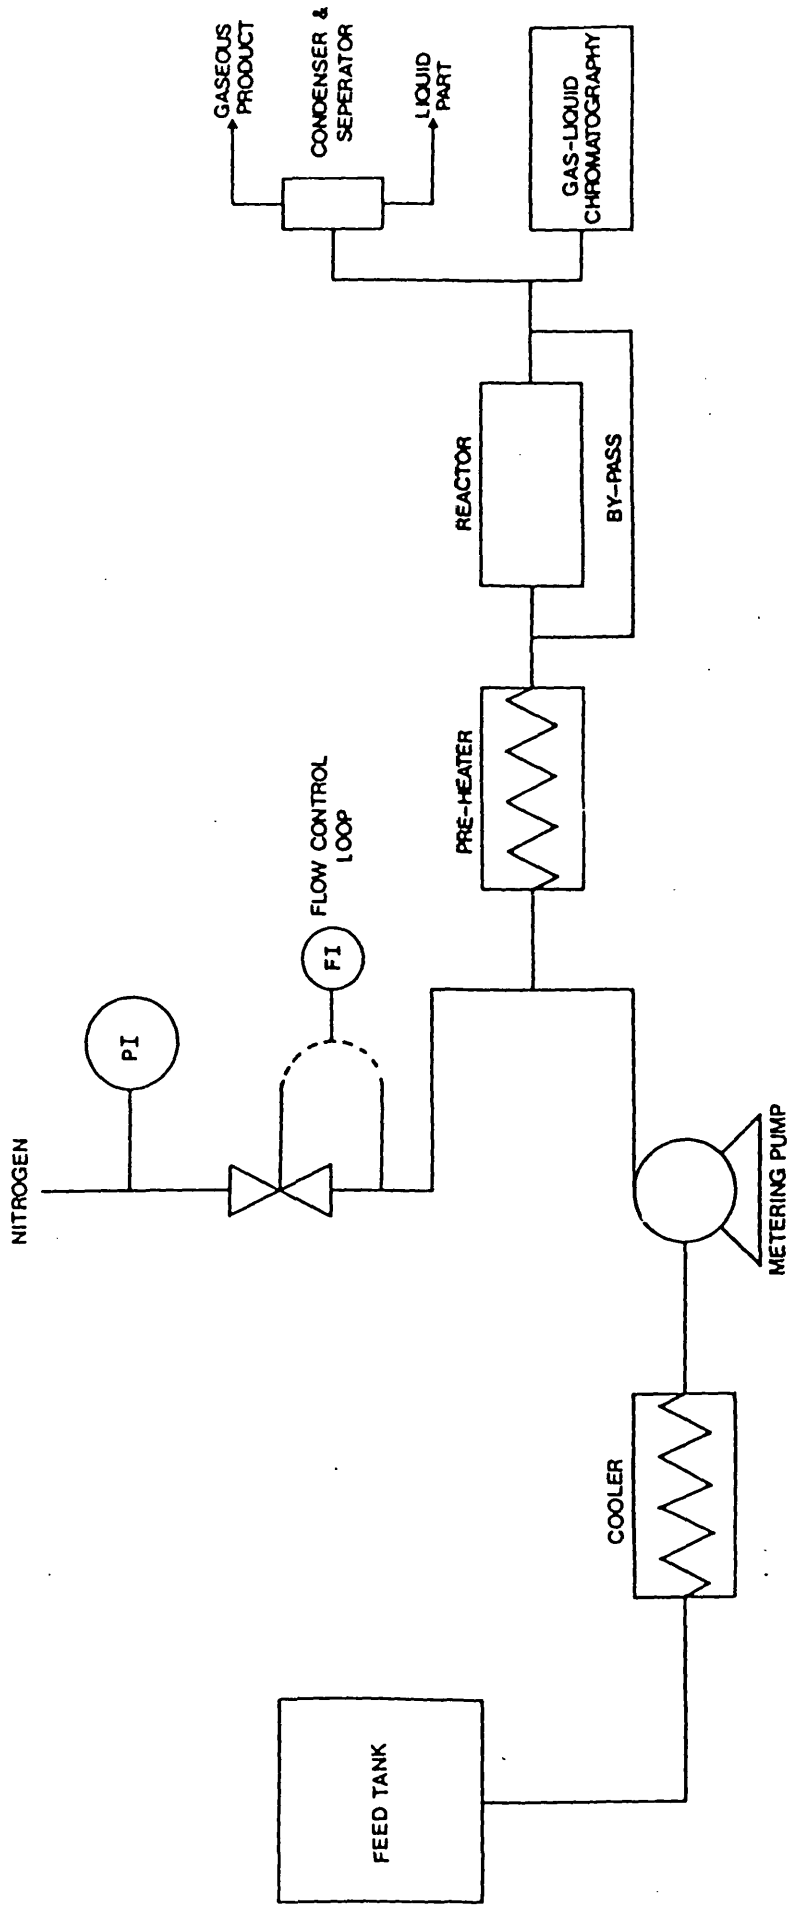 NITROGEN
PI
FLOW CONTROL
LOOP
FI
GASEOUS
PRODUCT
CONDENSER &
SEPERATOR
LIQUID
PART
FEED TANK
COOLER
METERING PUMP
PRE-HEATER
REACTOR
BY-PASS
GAS-LIQUID
CHROMATOGRAPHY